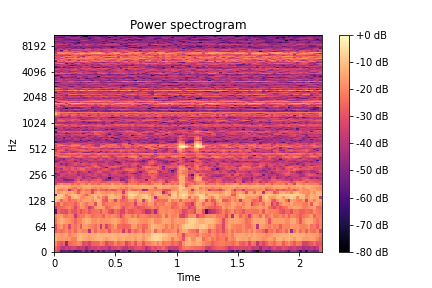 Power spectrogram
8192
4096
2048
1024
512
256
128
64
0
Hz
0
0.5
1
1.5
2
Time
+0 dB
-10 dB
-20 dB
-30 dB
-40 dB
-50 dB
-60 dB
-70 dB
-80 dB